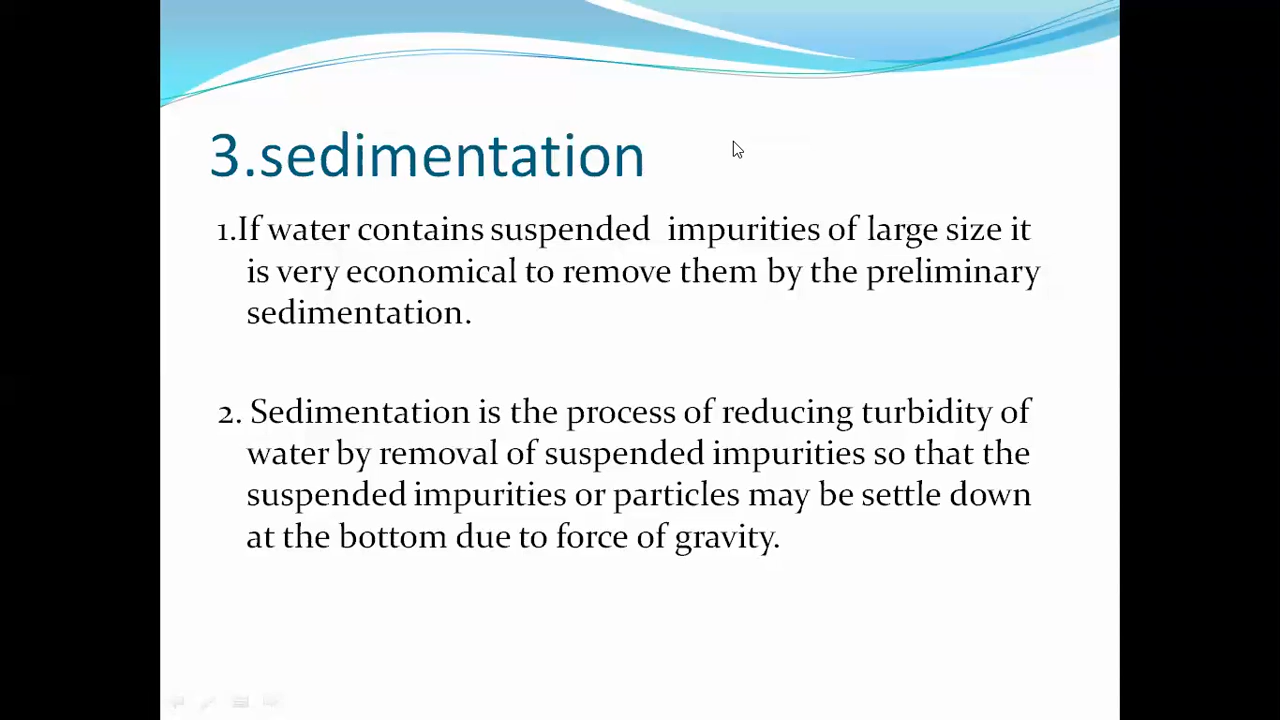 3.sedimentation
1.If water contains suspended  impurities of large size it
is very economical to remove them by the preliminary
sedimentation.
2. Sedimentation is the process of reducing turbidity of
water by removal of suspended impurities so that the
suspended impurities or particles may be settle down
at the bottom due to force of gravity.